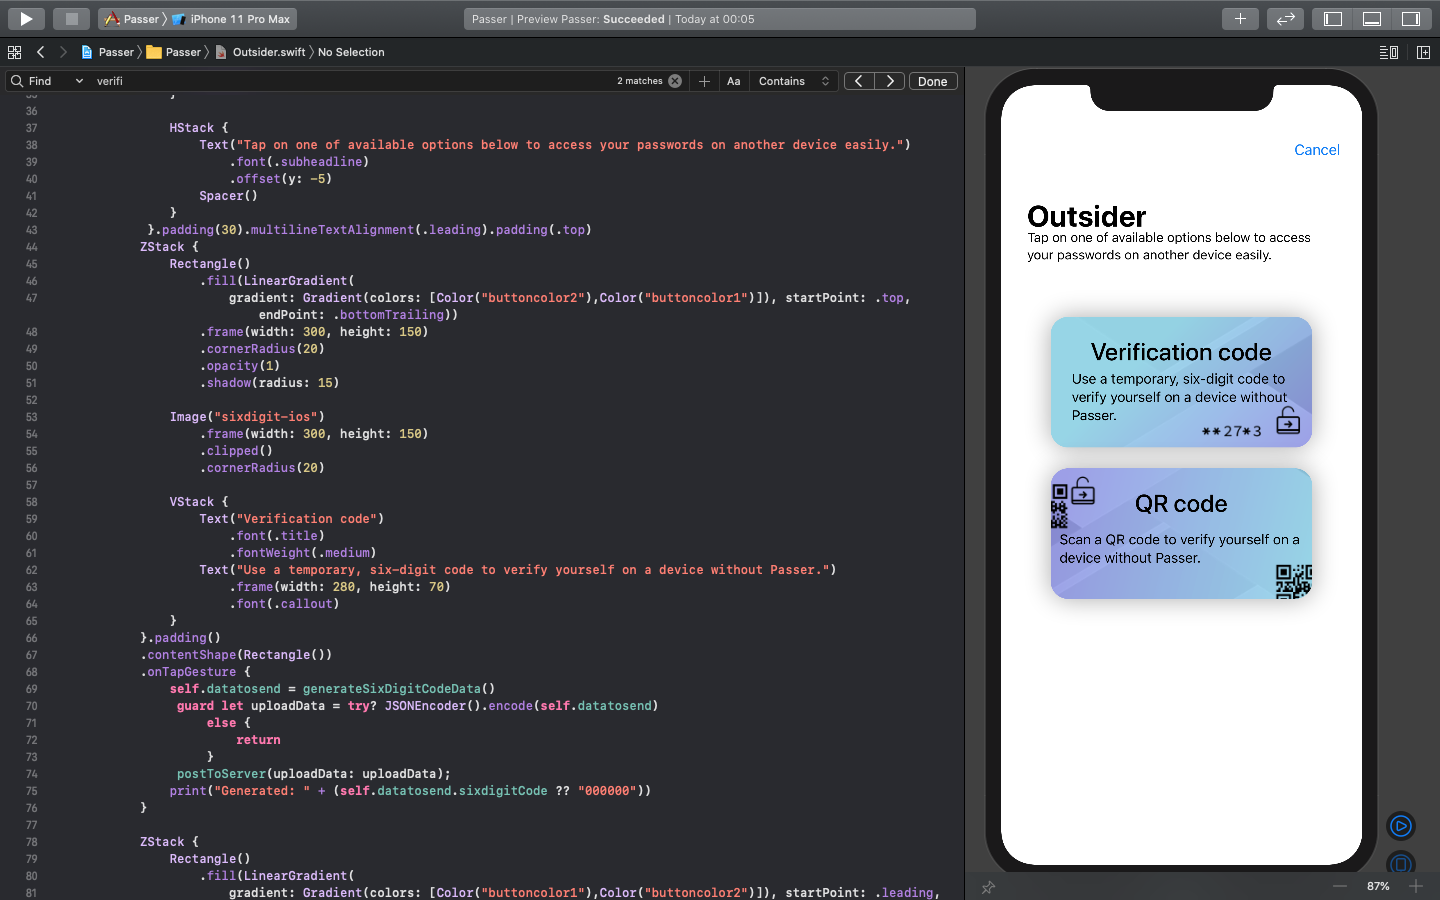 Passer 〉 iPhone 11 Pro Max
Passer | Preview Passer: Succeeded | Today at 00:05
Passer 〉 Passer 〉 Outsider.swift 〉 No Selection
Find verifi 2 matches Aa Contains Done
36
37 HStack {
38 Text("Tap on one of available options below to access your passwords on another device easily.")
39 .font(.subheadline)
40 .offset(y: -5)
41 Spacer()
42 }
43 }.padding(30).multilineTextAlignment(.leading).padding(.top)
44 ZStack {
45 Rectangle()
46 .fill(LinearGradient(
47 gradient: Gradient(colors: [Color("buttoncolor2"),Color("buttoncolor1")]), startPoint: .top,
endPoint: .bottomTrailing))
48 .frame(width: 300, height: 150)
49 .cornerRadius(20)
50 .opacity(1)
51 .shadow(radius: 15)
52
53 Image("sixdigit-ios")
54 .frame(width: 300, height: 150)
55 .clipped()
56 .cornerRadius(20)
57
58 VStack {
59 Text("Verification code")
60 .font(.title)
61 .fontWeight(.medium)
62 Text("Use a temporary, six-digit code to verify yourself on a device without Passer.")
63 .frame(width: 280, height: 70)
64 .font(.callout)
65 }
66 }.padding()
67 .contentShape(Rectangle())
68 .onTapGesture {
69 self.datatosend = generateSixDigitCodeData()
70 guard let uploadData = try? JSONEncoder().encode(self.datatosend)
71 else {
72 return
73 }
74 postToServer(uploadData: uploadData);
75 print("Generated: " + (self.datatosend.sixdigitCode ?? "000000"))
76 }
77
78 ZStack {
79 Rectangle()
80 .fill(LinearGradient(
81 gradient: Gradient(colors: [Color("buttoncolor1"),Color("buttoncolor2")]), startPoint: .leading,
Cancel
Outsider
Tap on one of available options below to access
your passwords on another device easily.
Verification code
Use a temporary, six-digit code to
verify yourself on a device without
Passer.
**27*3
QR code
Scan a QR code to verify yourself on a
device without Passer.
87%